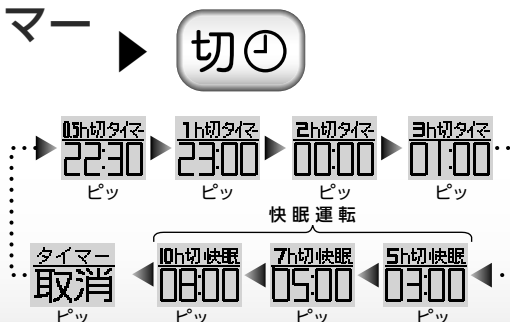 マー
切
0.5h切タイマー 1h切タイマー 2h切タイマー 3h切タイマー
22:30 23:00 00:00 01:00
ピッ ピッ ピッ ピッ
快眠運転
タイマー 10h切快眠 7h切快眠 5h切快眠
取消 08:00 05:00 03:00
ピッ ピッ ピッ ピッ